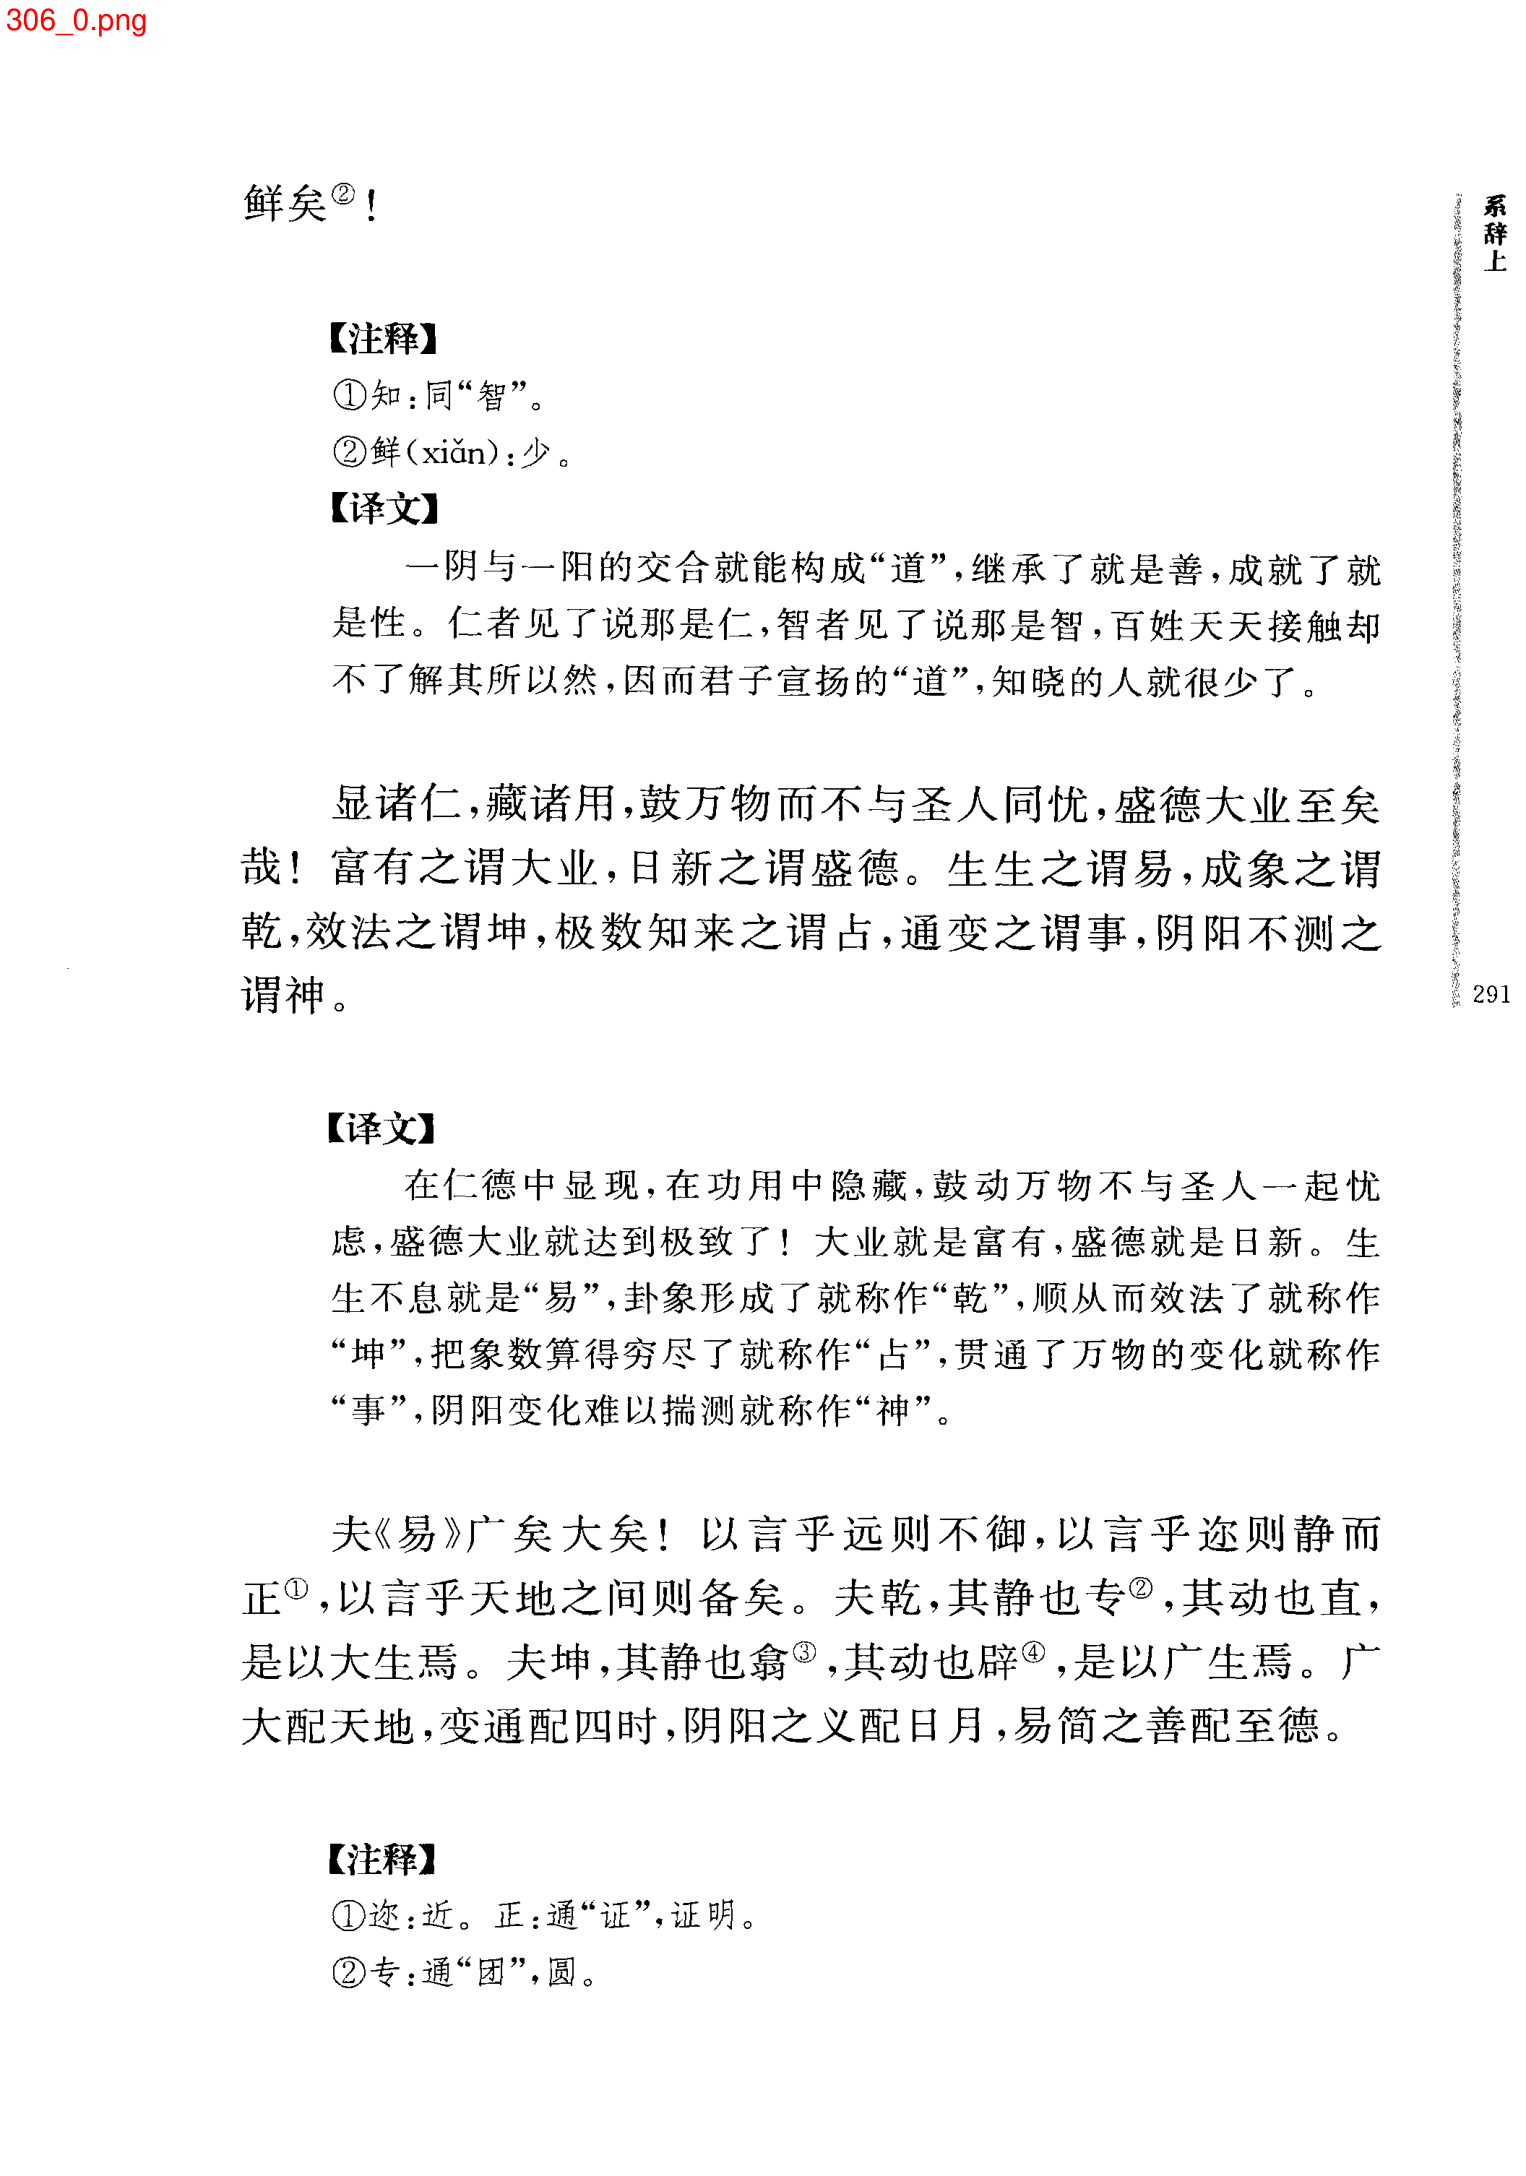 306_0.png
鲜矣②！
【注释】
①知：同“智”。
②鲜（xiǎn）：少。
【译文】
一阴与一阳的交合就能构成“道”，继承了就是善，成就了就
是性。仁者见了说那是仁，智者见了说那是智，百姓天天接触却
不了解其所以然，因而君子宣扬的“道”，知晓的人就很少了。
显诸仁，藏诸用，鼓万物而不与圣人同忧，盛德大业至矣
哉！富有之谓大业，日新之谓盛德。生生之谓易，成象之谓
乾，效法之谓坤，极数知来之谓占，通变之谓事，阴阳不测之
谓神。
【译文】
在仁德中显现，在功用中隐藏，鼓动万物不与圣人一起忧
虑，盛德大业就达到极致了！大业就是富有，盛德就是日新。生
生不息就是“易”，卦象形成了就称作“乾”，顺从而效法了就称作
“坤”，把象数算得穷尽了就称作“占”，贯通了万物的变化就称作
“事”，阴阳变化难以揣测就称作“神”。
夫《易》广矣大矣！以言乎远则不御，以言乎迩则静而
正①，以言乎天地之间则备矣。夫乾，其静也专②，其动也直，
是以大生焉。夫坤，其静也翕③，其动也辟④，是以广生焉。广
大配天地，变通配四时，阴阳之义配日月，易简之善配至德。
【注释】
①迩：近。正：通“证”，证明。
②专：通“团”，圆。
系辞上
291